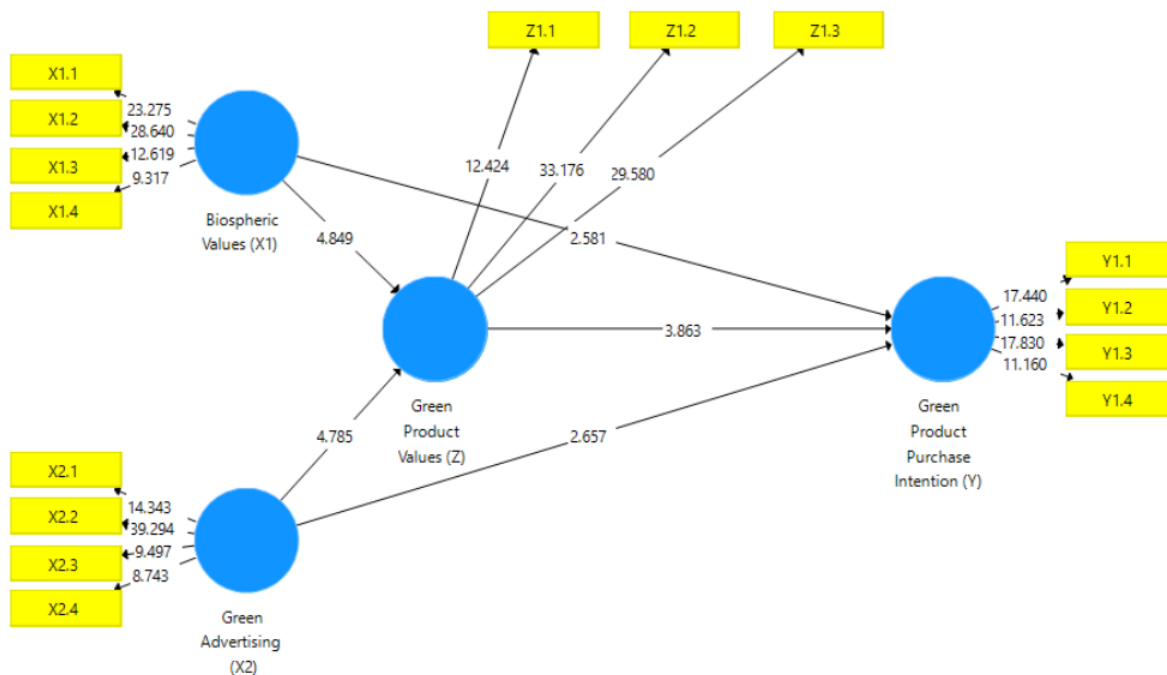 Z1.1
Z1.2
Z1.3
X1.1
X1.2
X1.3
X1.4
23.275
28.640
12.619
9.317
Biospheric
Values (X1)
12.424
33.176
29.580
4.849
2.581
3.863
Green
Product
Values (Z)
4.785
2.657
17.440
11.623
17.830
11.160
Y1.1
Y1.2
Y1.3
Y1.4
Green
Product
Purchase
Intention (Y)
X2.1
X2.2
X2.3
X2.4
14.343
39.294
9.497
8.743
Green
Advertising
(X2)